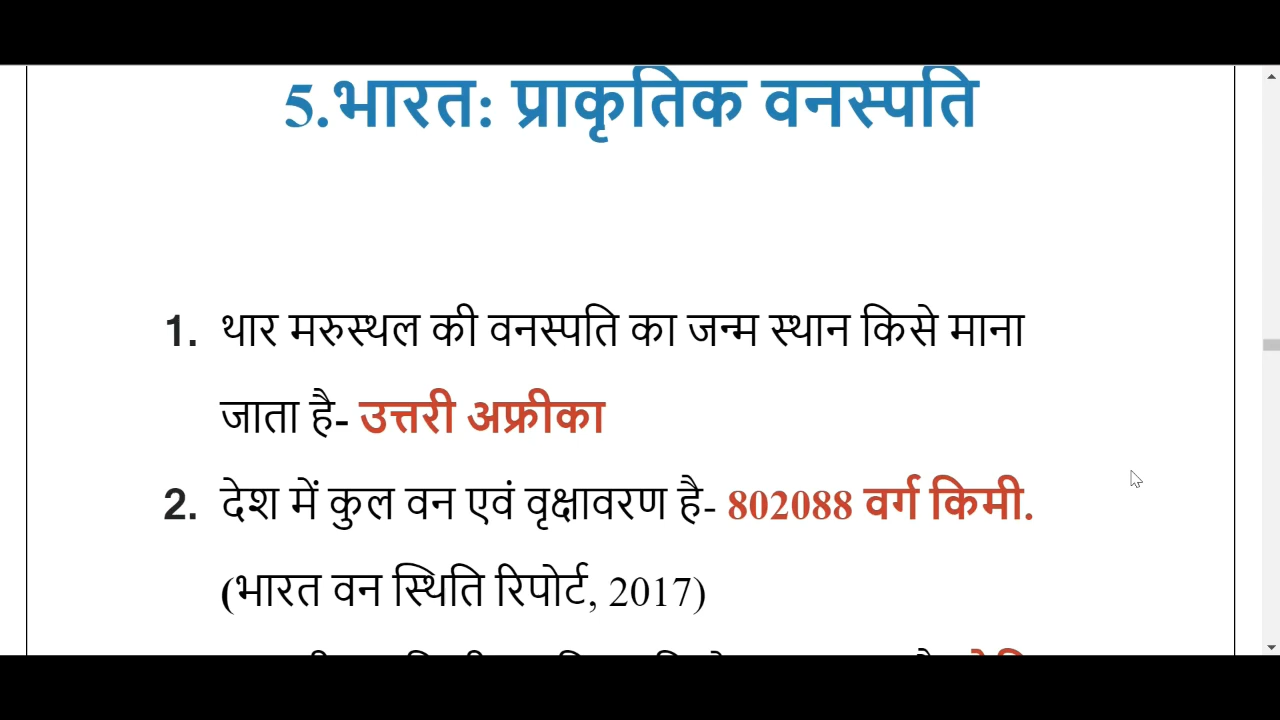 5.भारत: प्राकृतिक वनस्पति
1. थार मरुस्थल की वनस्पति का जन्म स्थान किसे माना
जाता है- उत्तरी अफ्रीका
2. देश में कुल वन एवं वृक्षावरण है- 802088 वर्ग किमी.
(भारत वन स्थिति रिपोर्ट, 2017)